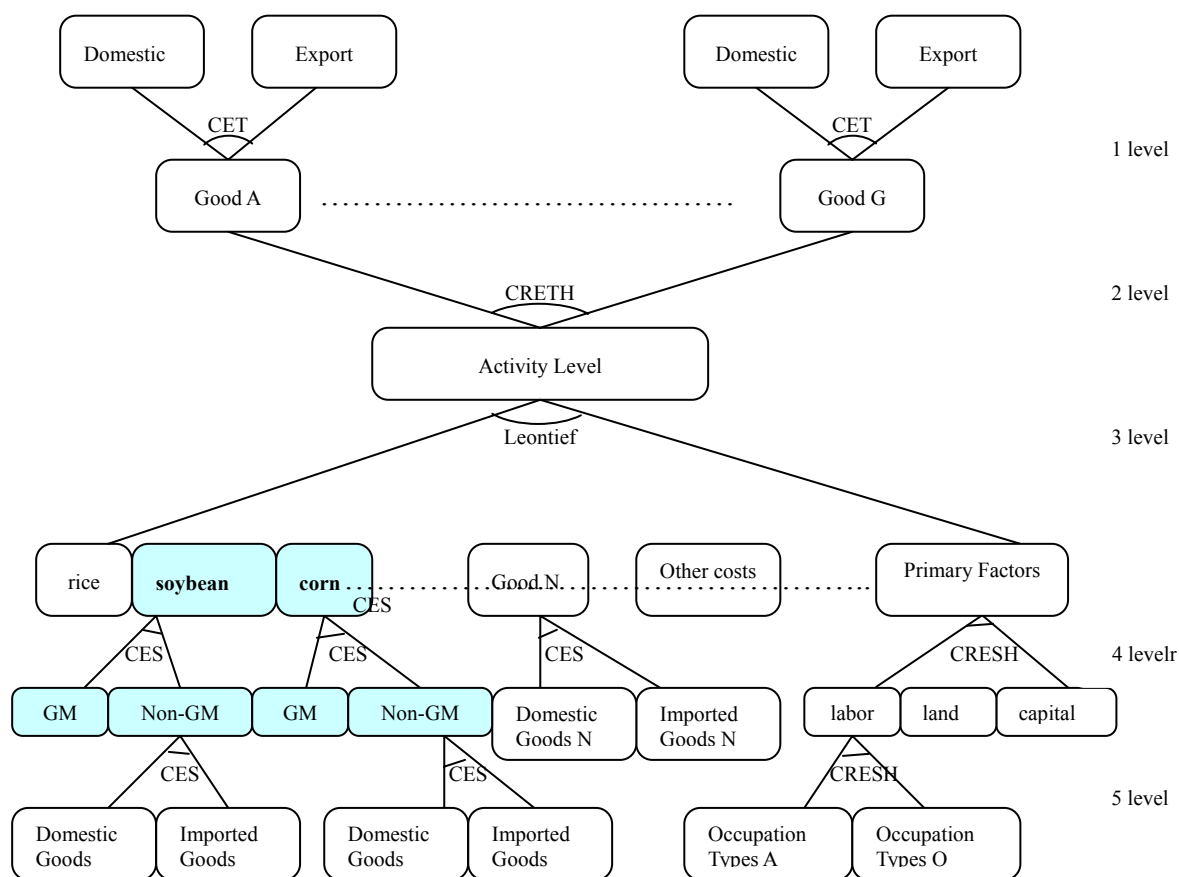 Domestic
Export
Domestic
Export
CET
CET
1 level
Good A
Good G
CRETH
2 level
Activity Level
Leontief
3 level
rice
soybean
corn
Good N
Other costs
Primary Factors
CES
CES
CES
CES
CRESH
4 levelr
GM
Non-GM
GM
Non-GM
Domestic
Goods N
Imported
Goods N
labor
land
capital
CES
CES
CRESH
5 level
Domestic
Goods
Imported
Goods
Domestic
Goods
Imported
Goods
Occupation
Types A
Occupation
Types O